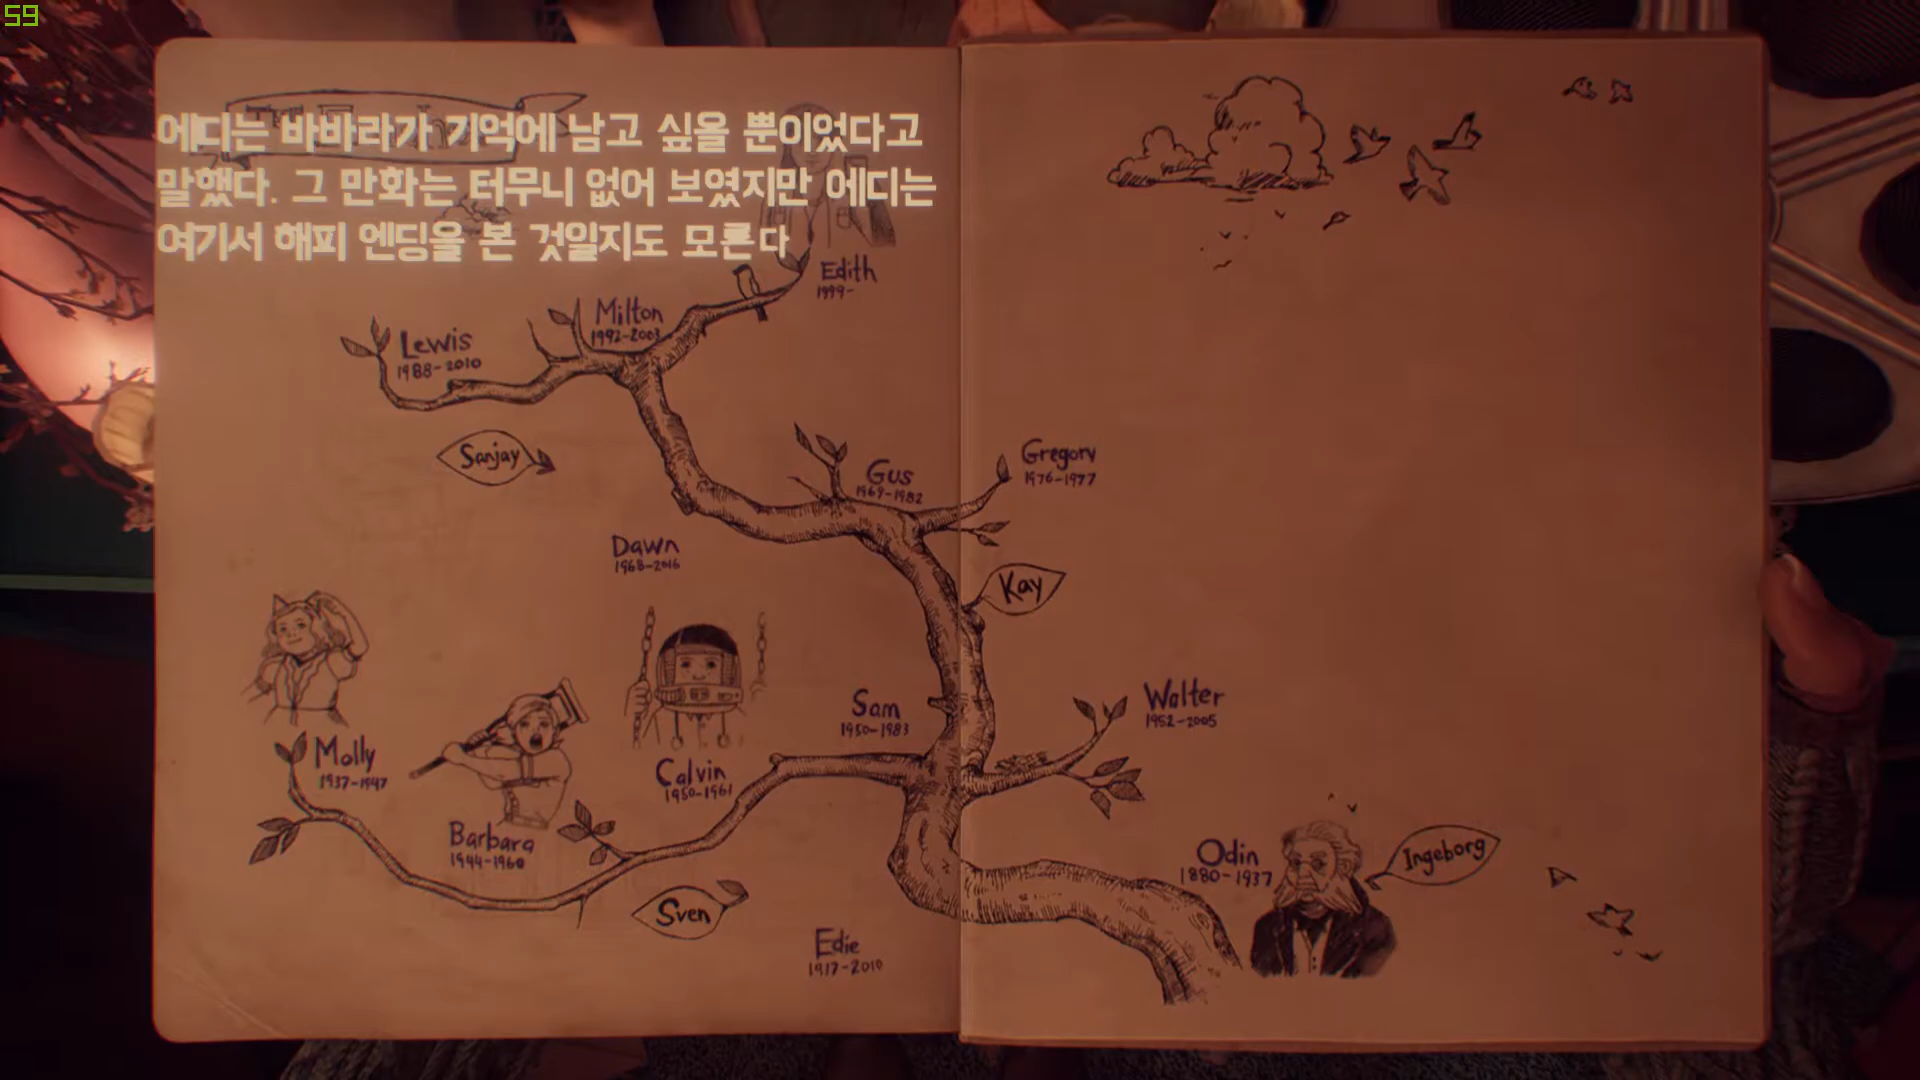 59
에디는 바바라가 기억에 남고 싶을 뿐이었다고
말했다. 그 만화는 터무니 없어 보였지만 에디는
여기서 해피 엔딩을 본 것일지도 모른다
Edith
1999-
Milton
1992-2003
Lewis
1988-2010
Sanjay
Gus
1969-1982
Gregory
1976-1977
Dawn
1968-2016
Kay
Sam
1950-1983
Walter
1952-2005
Molly
1937-1947
Calvin
1950-1961
Barbara
1944-1960
Odin
1880-1937
Ingeborg
Sven
Edie
1917-2010